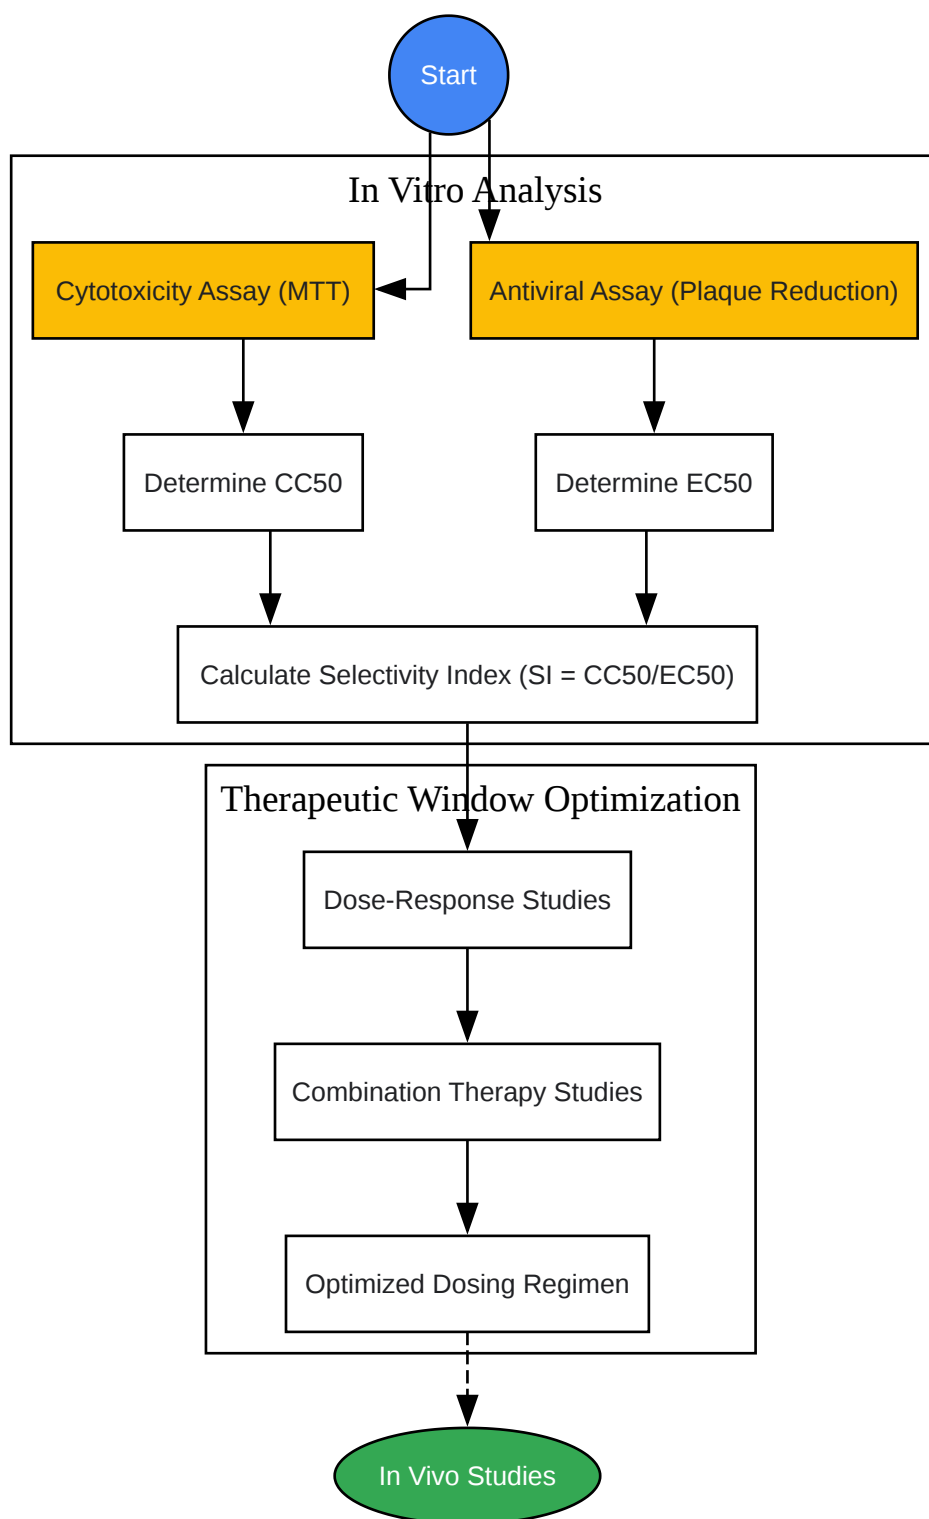 Start
In Vitro Analysis
Cytotoxicity Assay (MTT)
Antiviral Assay (Plaque Reduction)
Determine CC50
Determine EC50
Calculate Selectivity Index (SI = CC50/EC50)
Therapeutic Window Optimization
Dose-Response Studies
Combination Therapy Studies
Optimized Dosing Regimen
In Vivo Studies